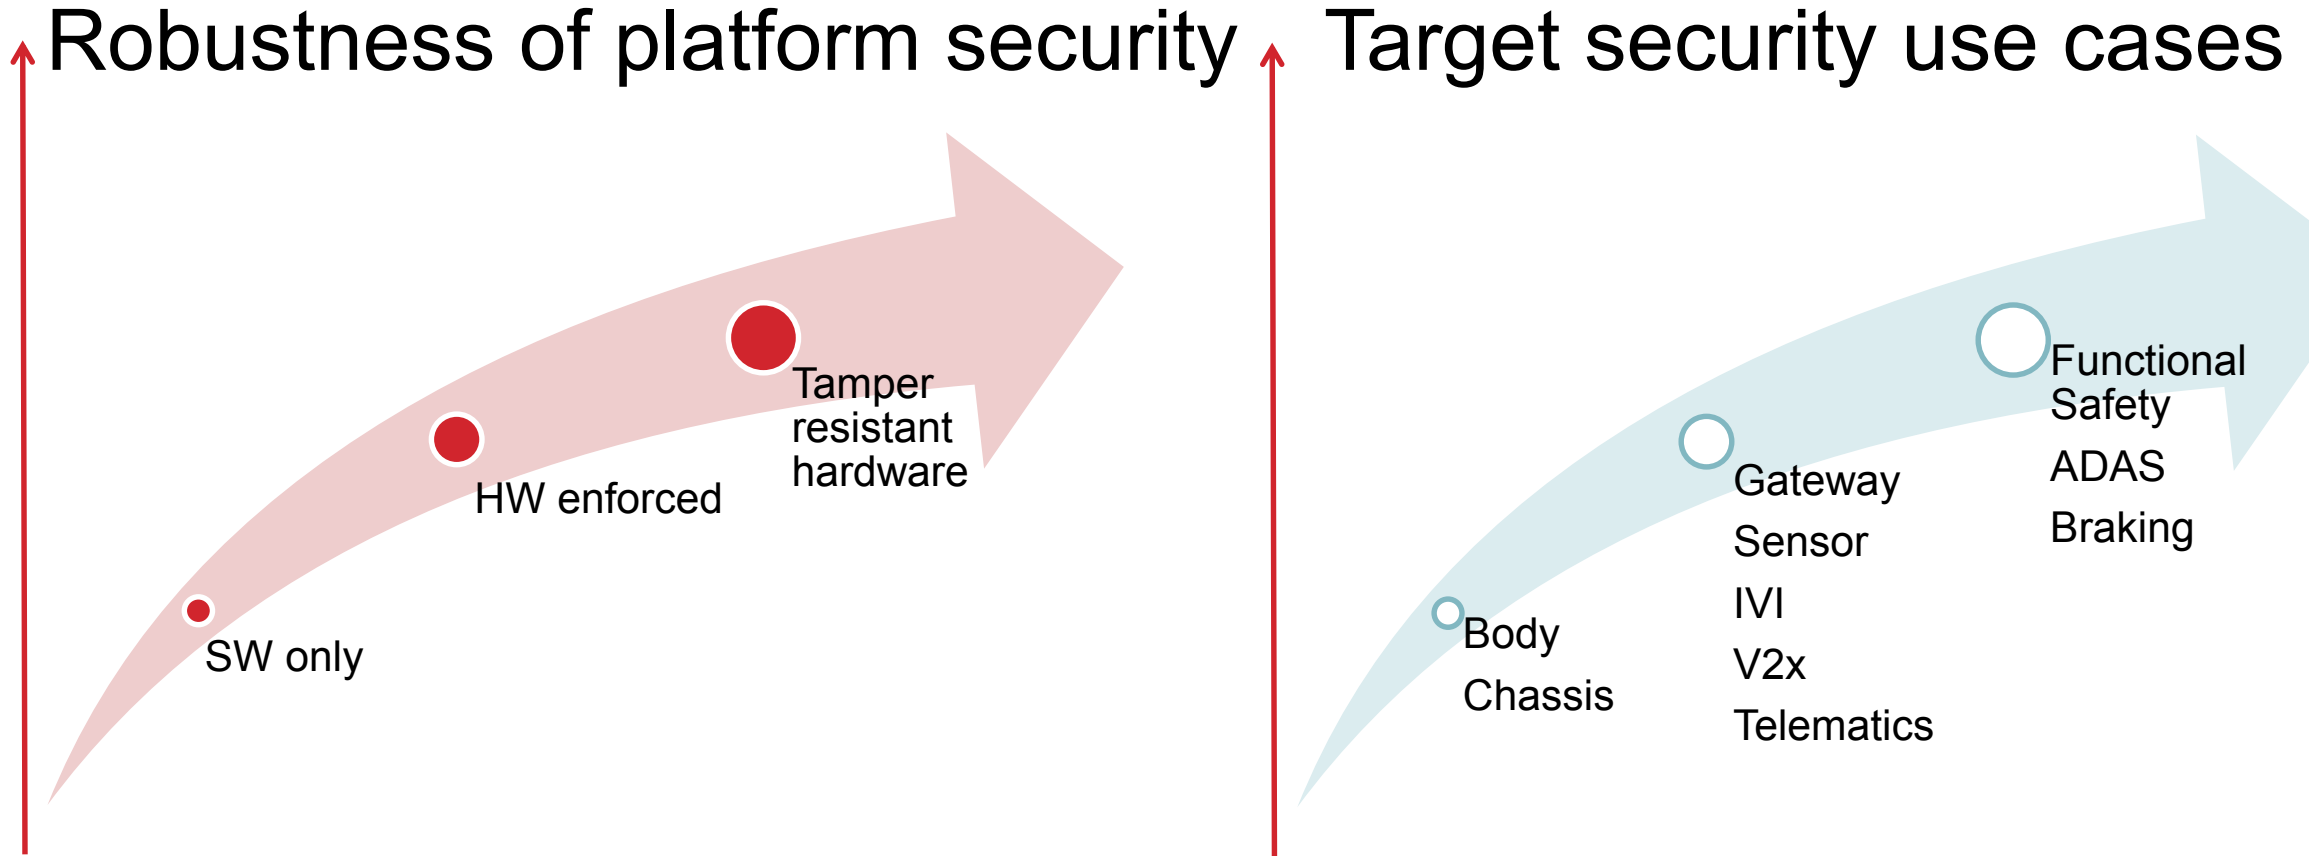 Robustness of platform security
Tamper
resistant
hardware
HW enforced
SW only
Target security use cases
Functional
Safety
ADAS
Braking
Gateway
Sensor
IVI
V2x
Telematics
Body
Chassis